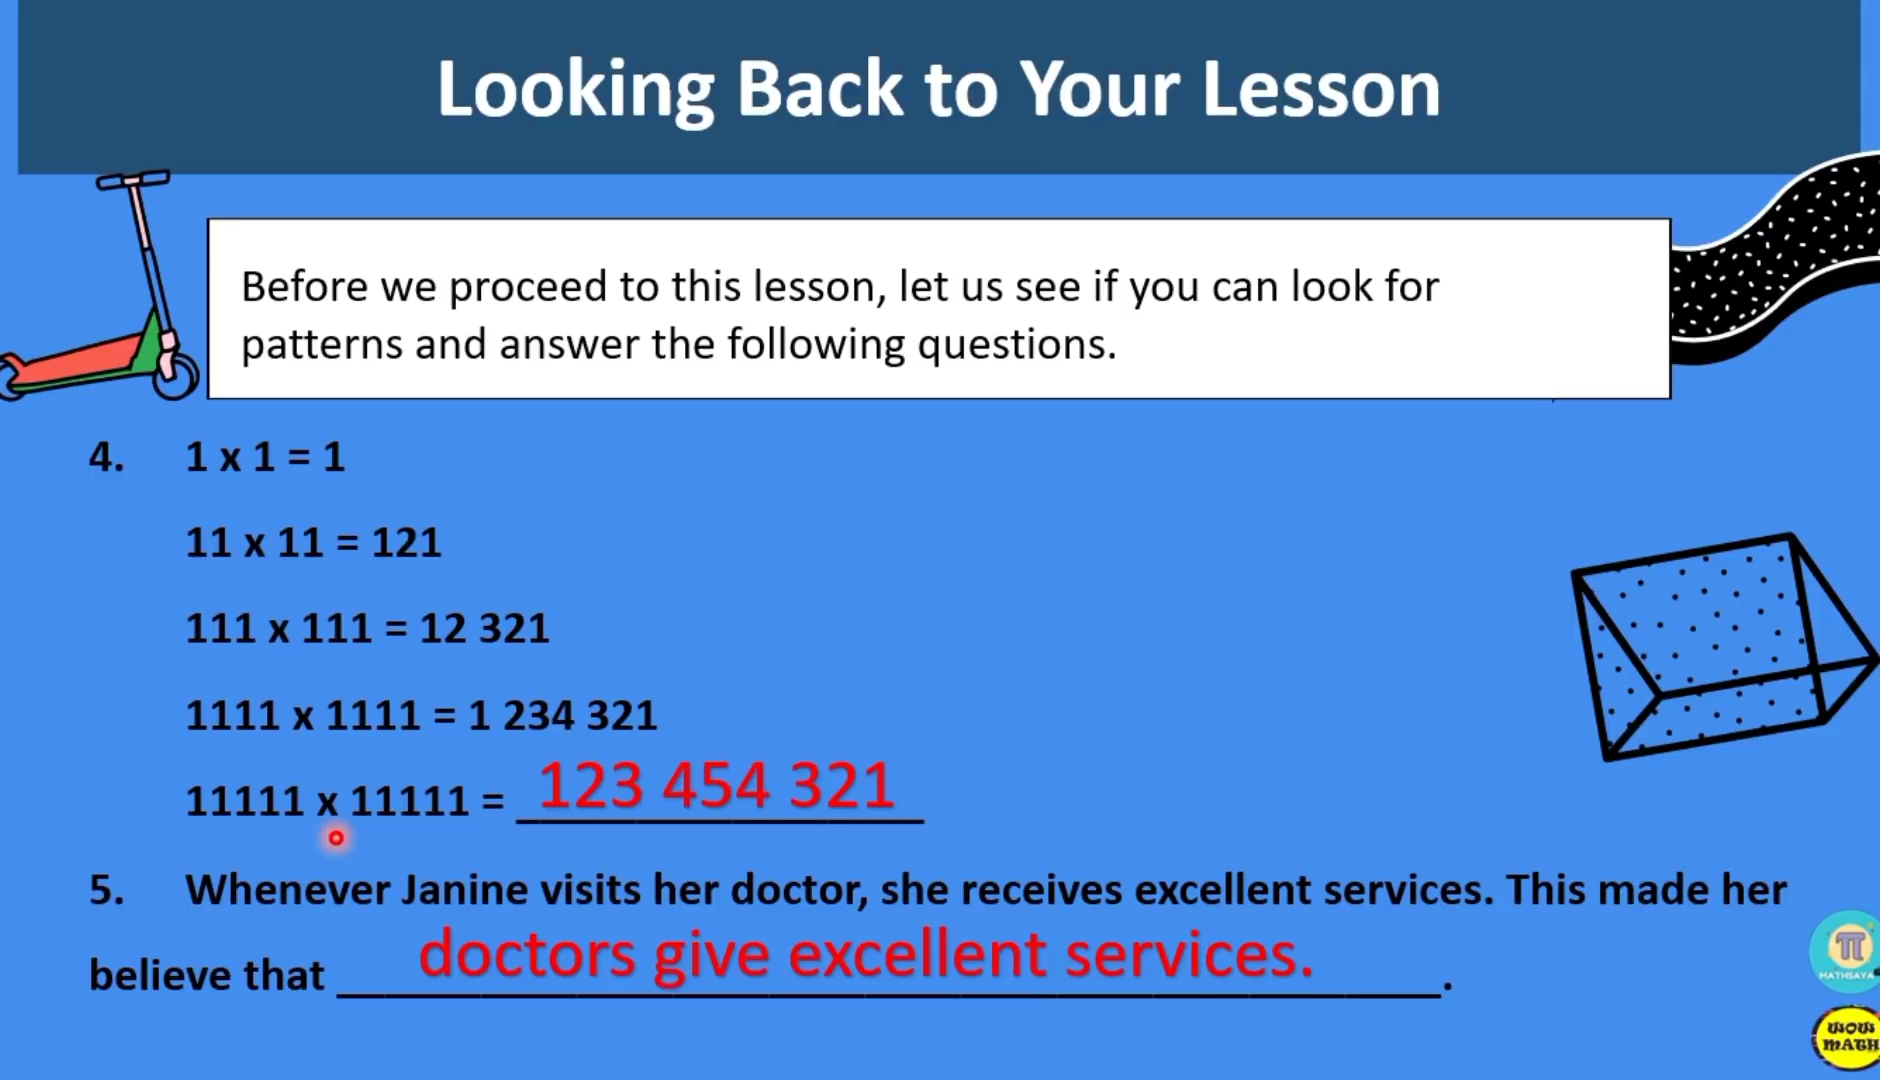 Looking Back to Your Lesson
Before we proceed to this lesson, let us see if you can look for
patterns and answer the following questions.
4. 1 x 1 = 1
11 x 11 = 121
111 x 111 = 12 321
1111 x 1111 = 1 234 321
11111 x 11111 = 123 454 321
5. Whenever Janine visits her doctor, she receives excellent services. This made her
believe that doctors give excellent services. .
π
MATHSAYA
WOW
MATH